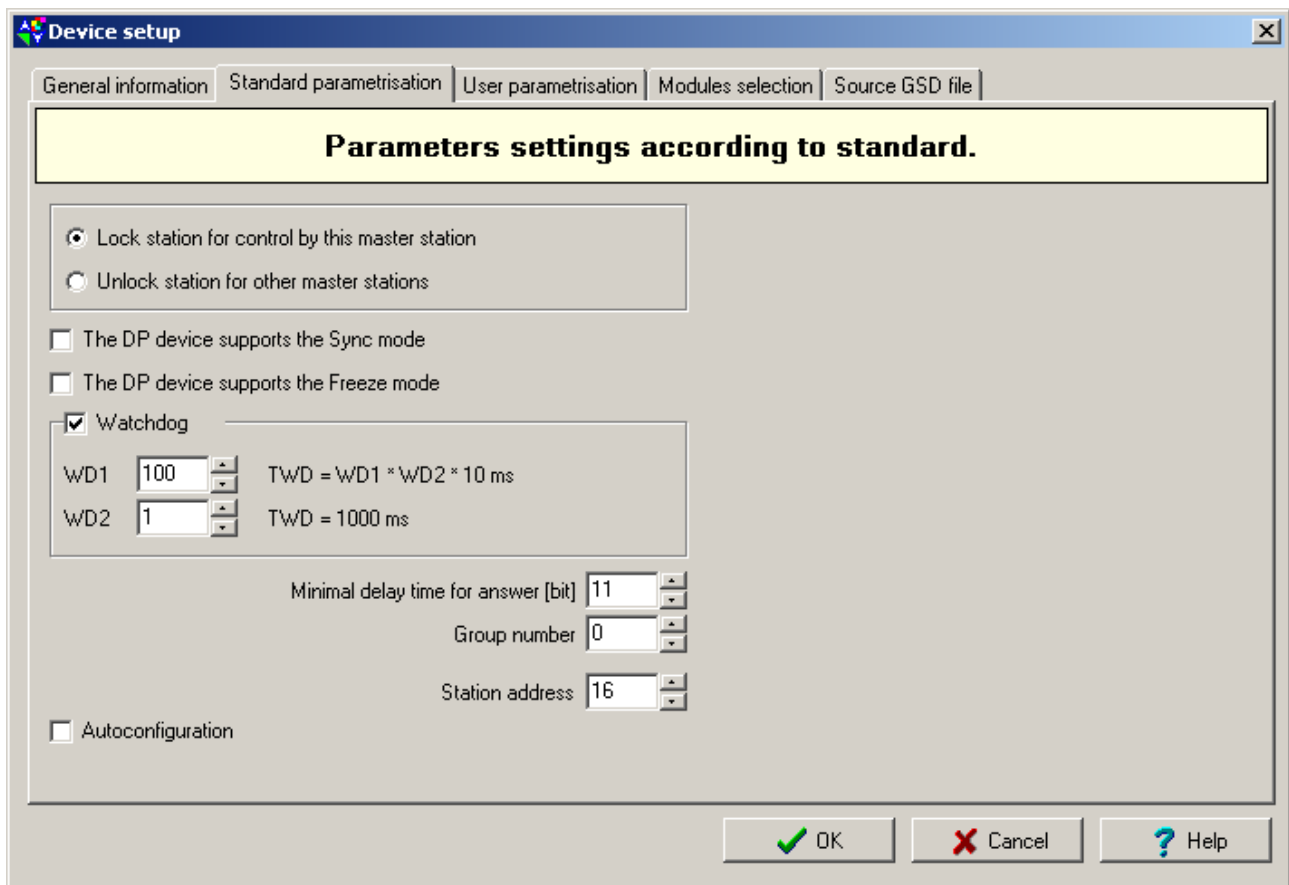 Device setup
General information Standard parametrisation User parametrisation Modules selection Source GSD file
Parameters settings according to standard.
Lock station for control by this master station
Unlock station for other master stations
The DP device supports the Sync mode
The DP device supports the Freeze mode
Watchdog
WD1 100 TWD = WD1 * WD2 * 10 ms
WD2 1 TWD = 1000 ms
Minimal delay time for answer [bit] 11
Group number 0
Station address 16
Autoconfiguration
OK Cancel Help